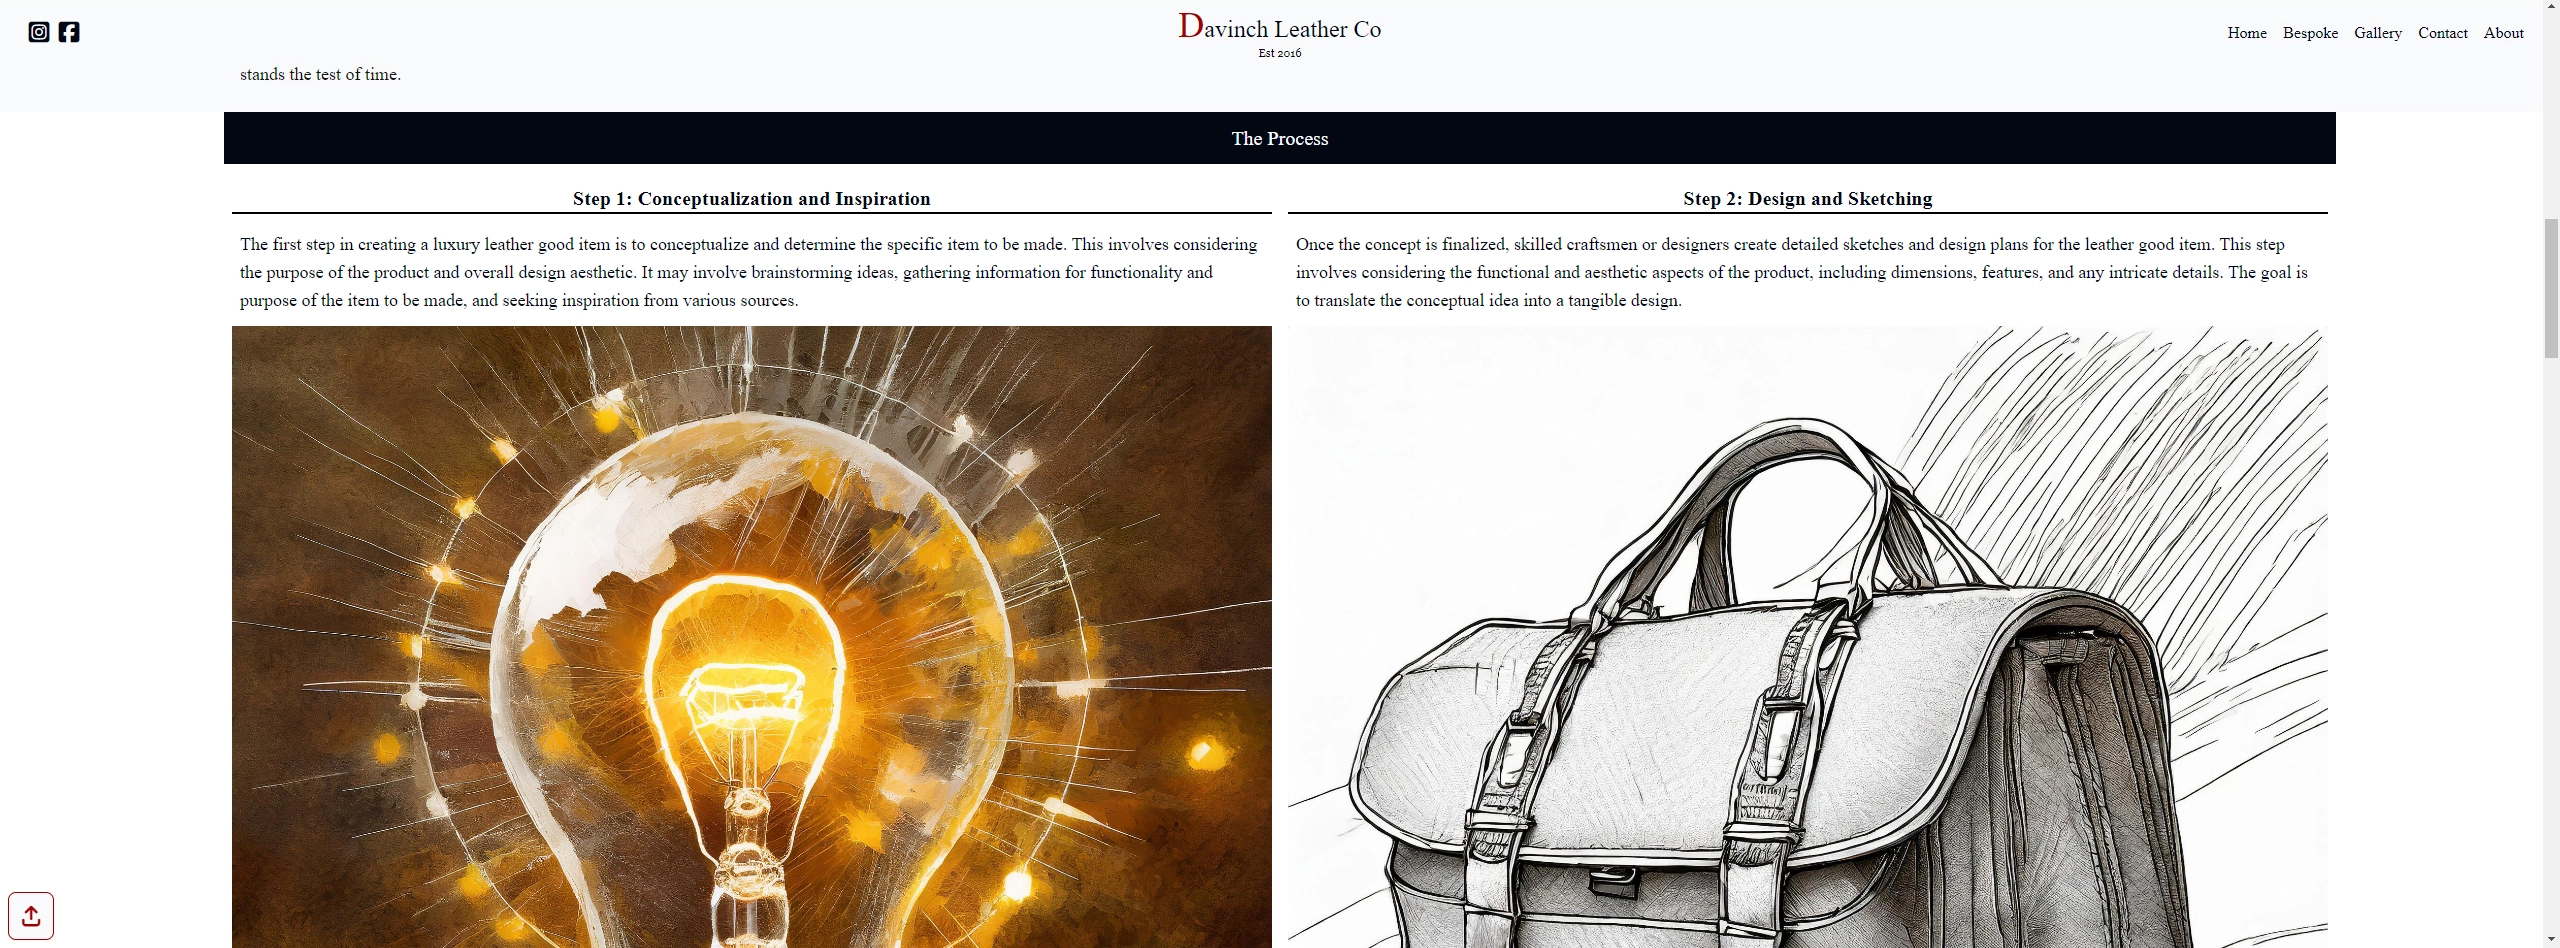 Davinch Leather Co
Est 2016
Home Bespoke Gallery Contact About
stands the test of time.
The Process
Step 1: Conceptualization and Inspiration
The first step in creating a luxury leather good item is to conceptualize and determine the specific item to be made. This involves considering
the purpose of the product and overall design aesthetic. It may involve brainstorming ideas, gathering information for functionality and
purpose of the item to be made, and seeking inspiration from various sources.
Step 2: Design and Sketching
Once the concept is finalized, skilled craftsmen or designers create detailed sketches and design plans for the leather good item. This step
involves considering the functional and aesthetic aspects of the product, including dimensions, features, and any intricate details. The goal is
to translate the conceptual idea into a tangible design.